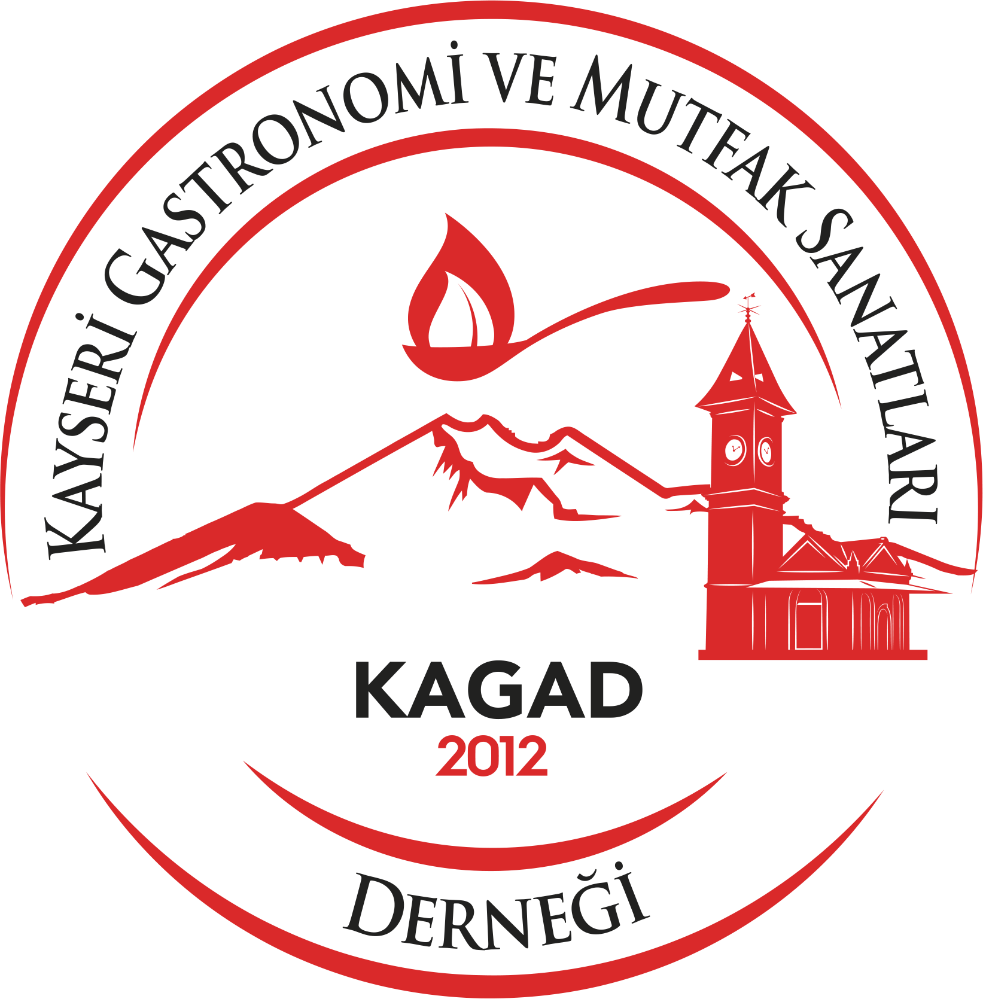 KAYSERİ GASTRONOMİ VE MUTFAK SANATLARI
KAGAD
2012
DERNEĞİ